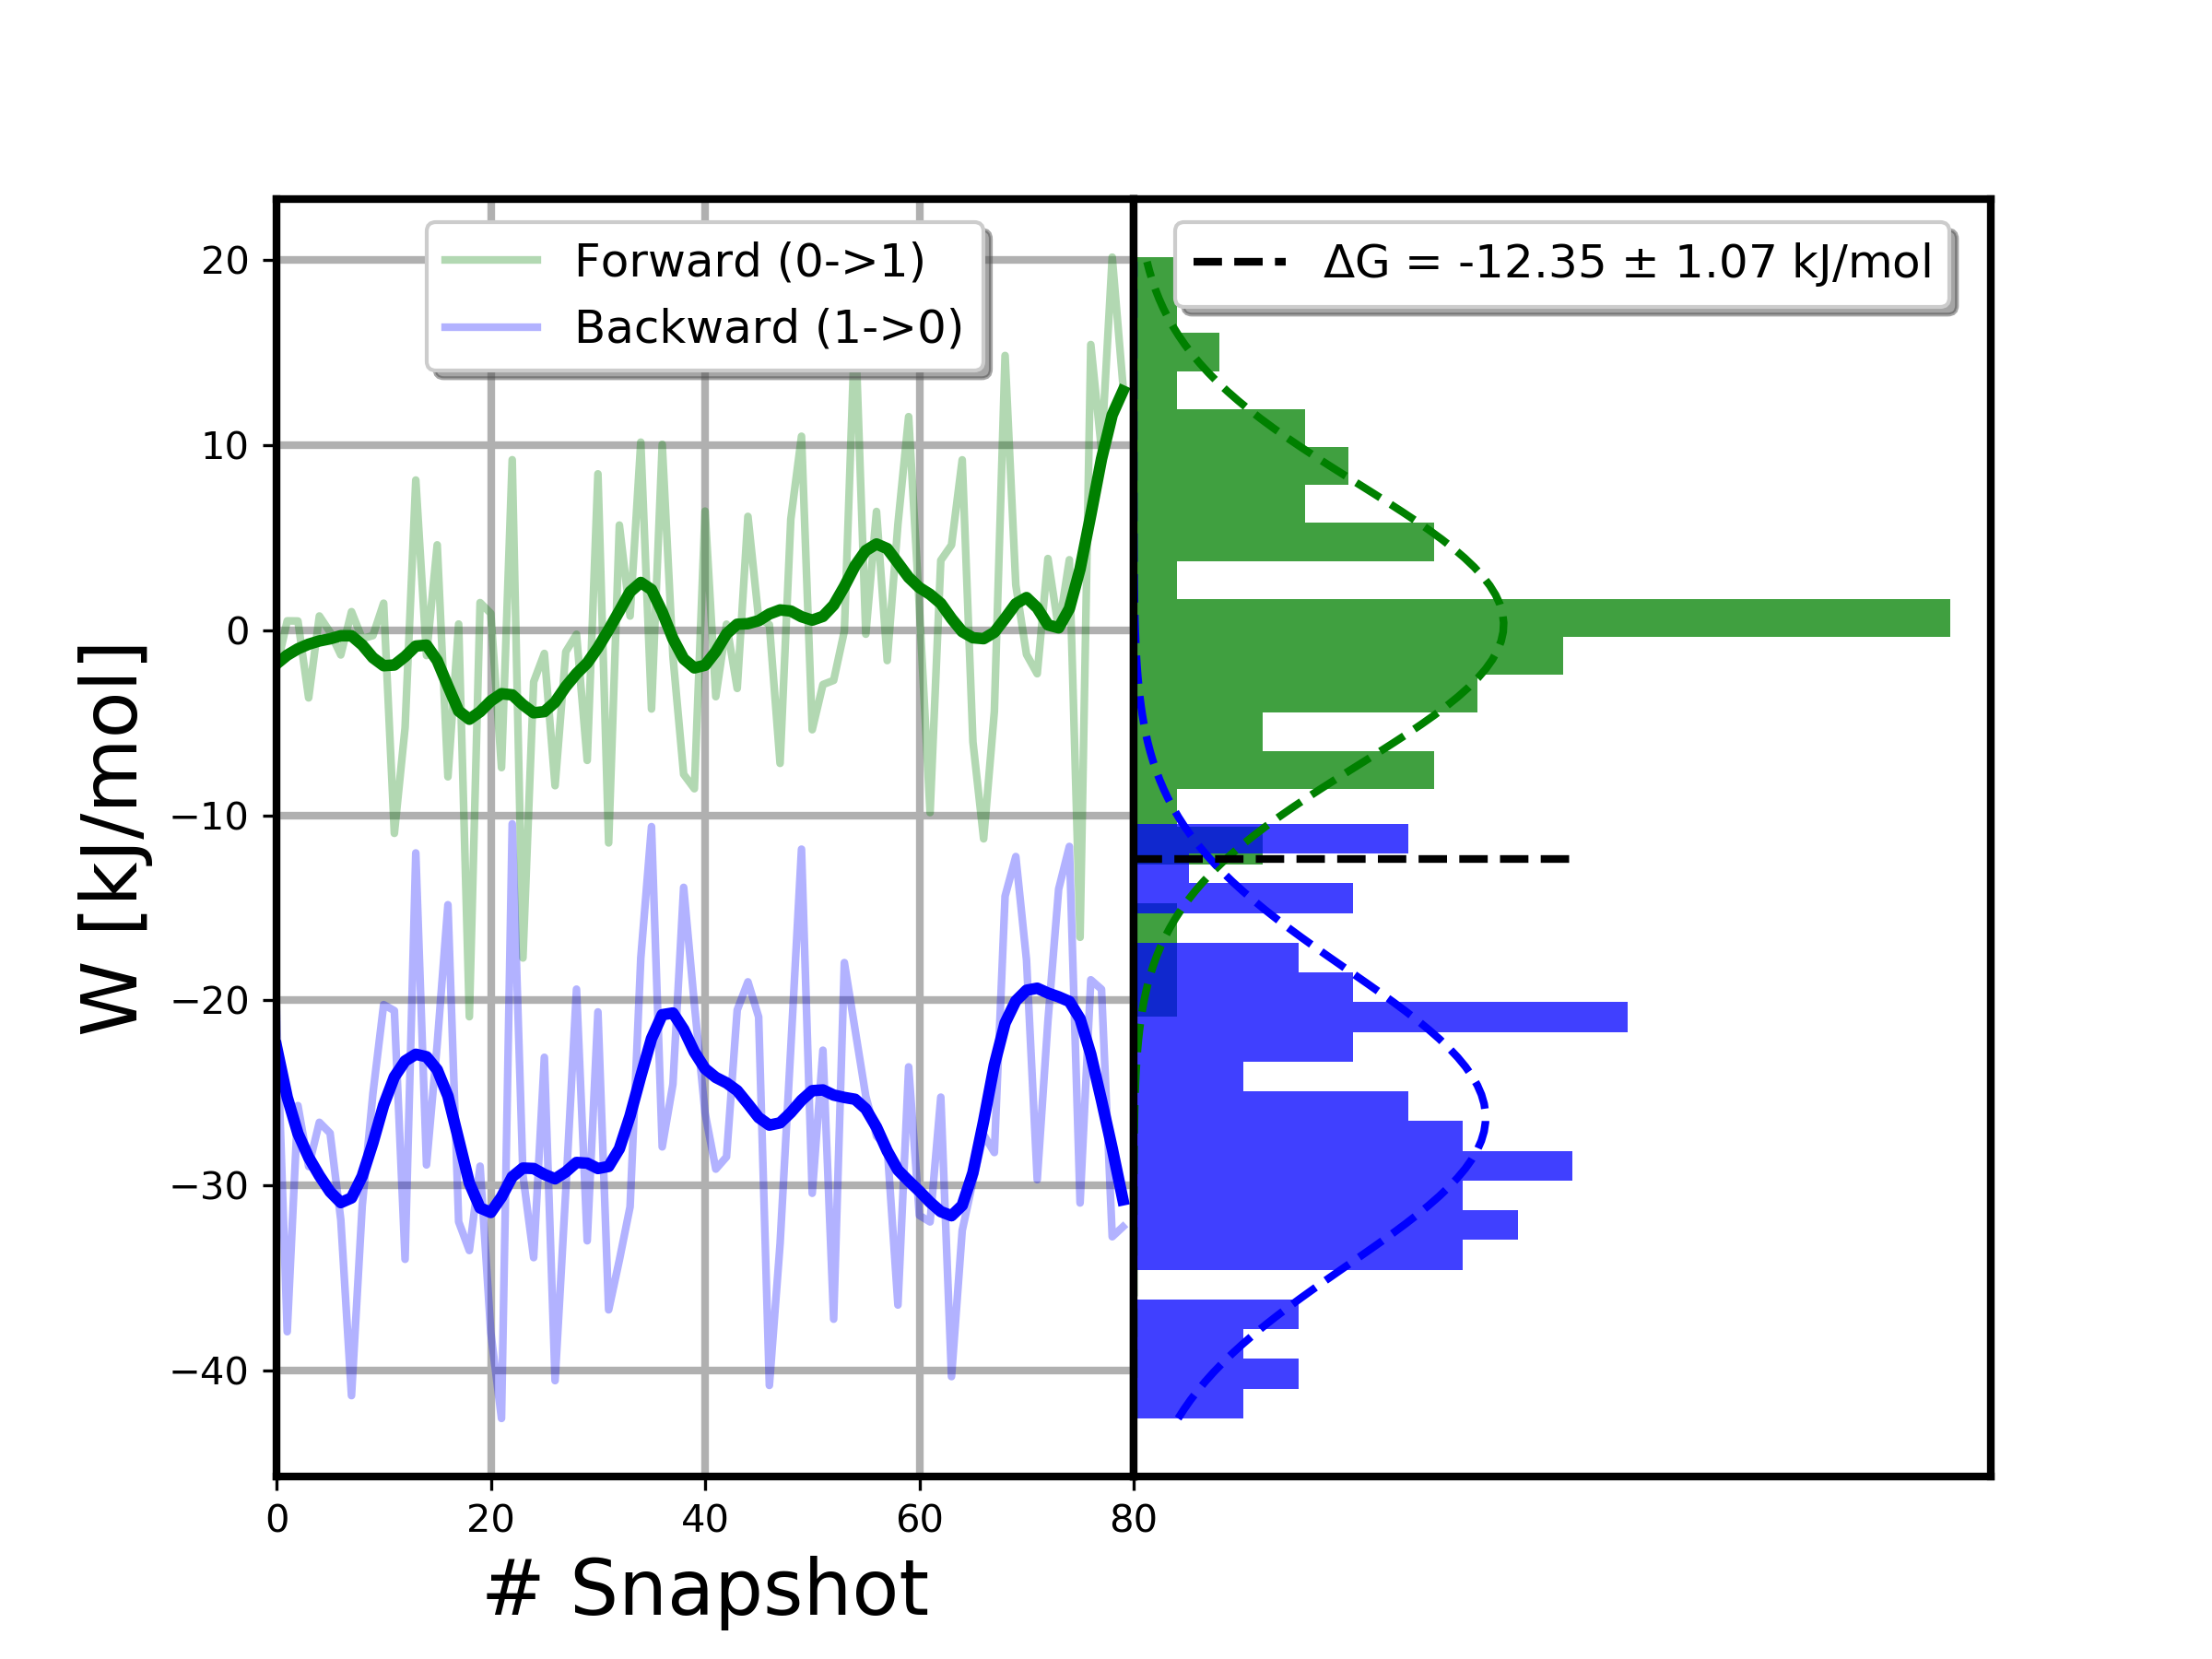 Forward (0->1)
Backward (1->0)
ΔG = -12.35 ± 1.07 kJ/mol
20
10
0
−10
−20
−30
−40
W [kJ/mol]
0 20 40 60 80
# Snapshot